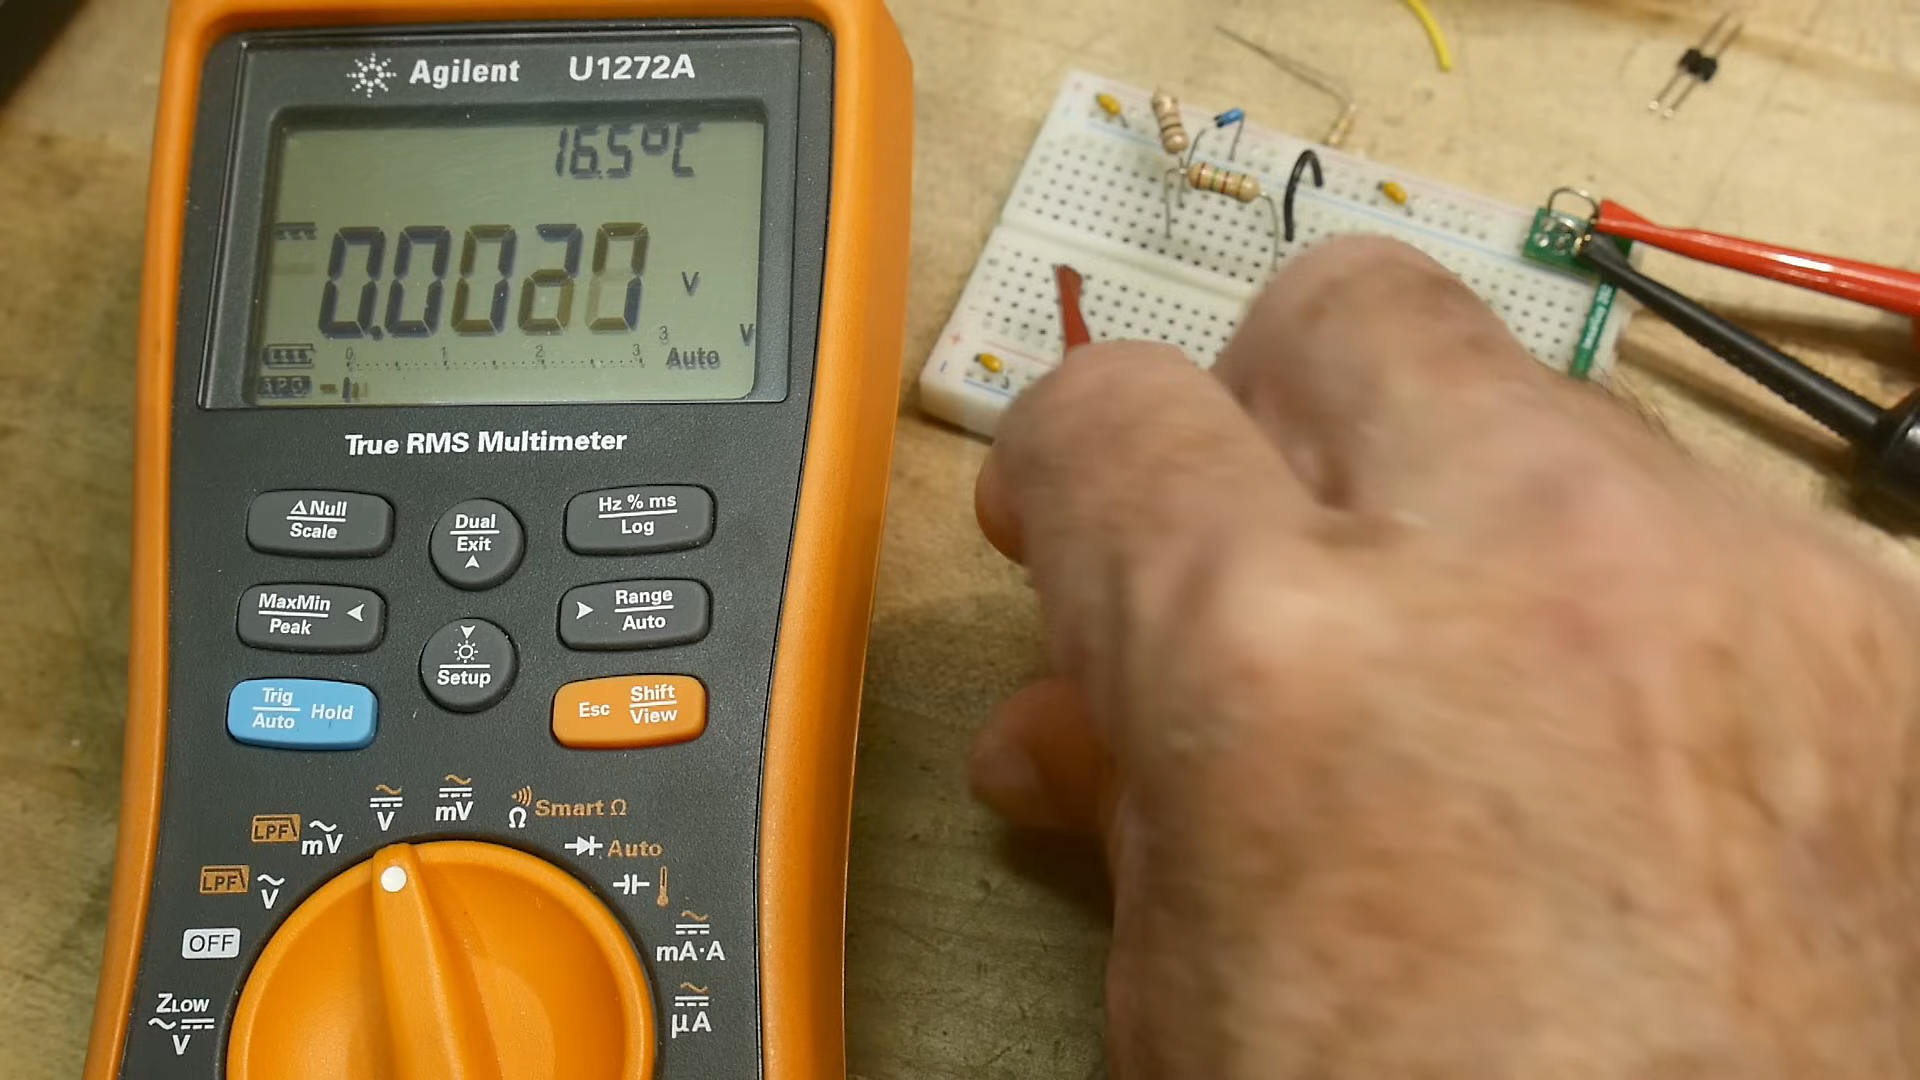 Agilent U1272A
16.5°C
V
V
0 1 2 3 3 Auto
APO
True RMS Multimeter
ΔNull
Scale
Dual
Exit
Hz % ms
Log
MaxMin
Peak
Range
Auto
Setup
Trig
Auto Hold
Esc Shift
View
LPF mV
V
mV
Ω Smart Ω
LPF V
Auto
OFF
mA·A
ZLOW
V
μA